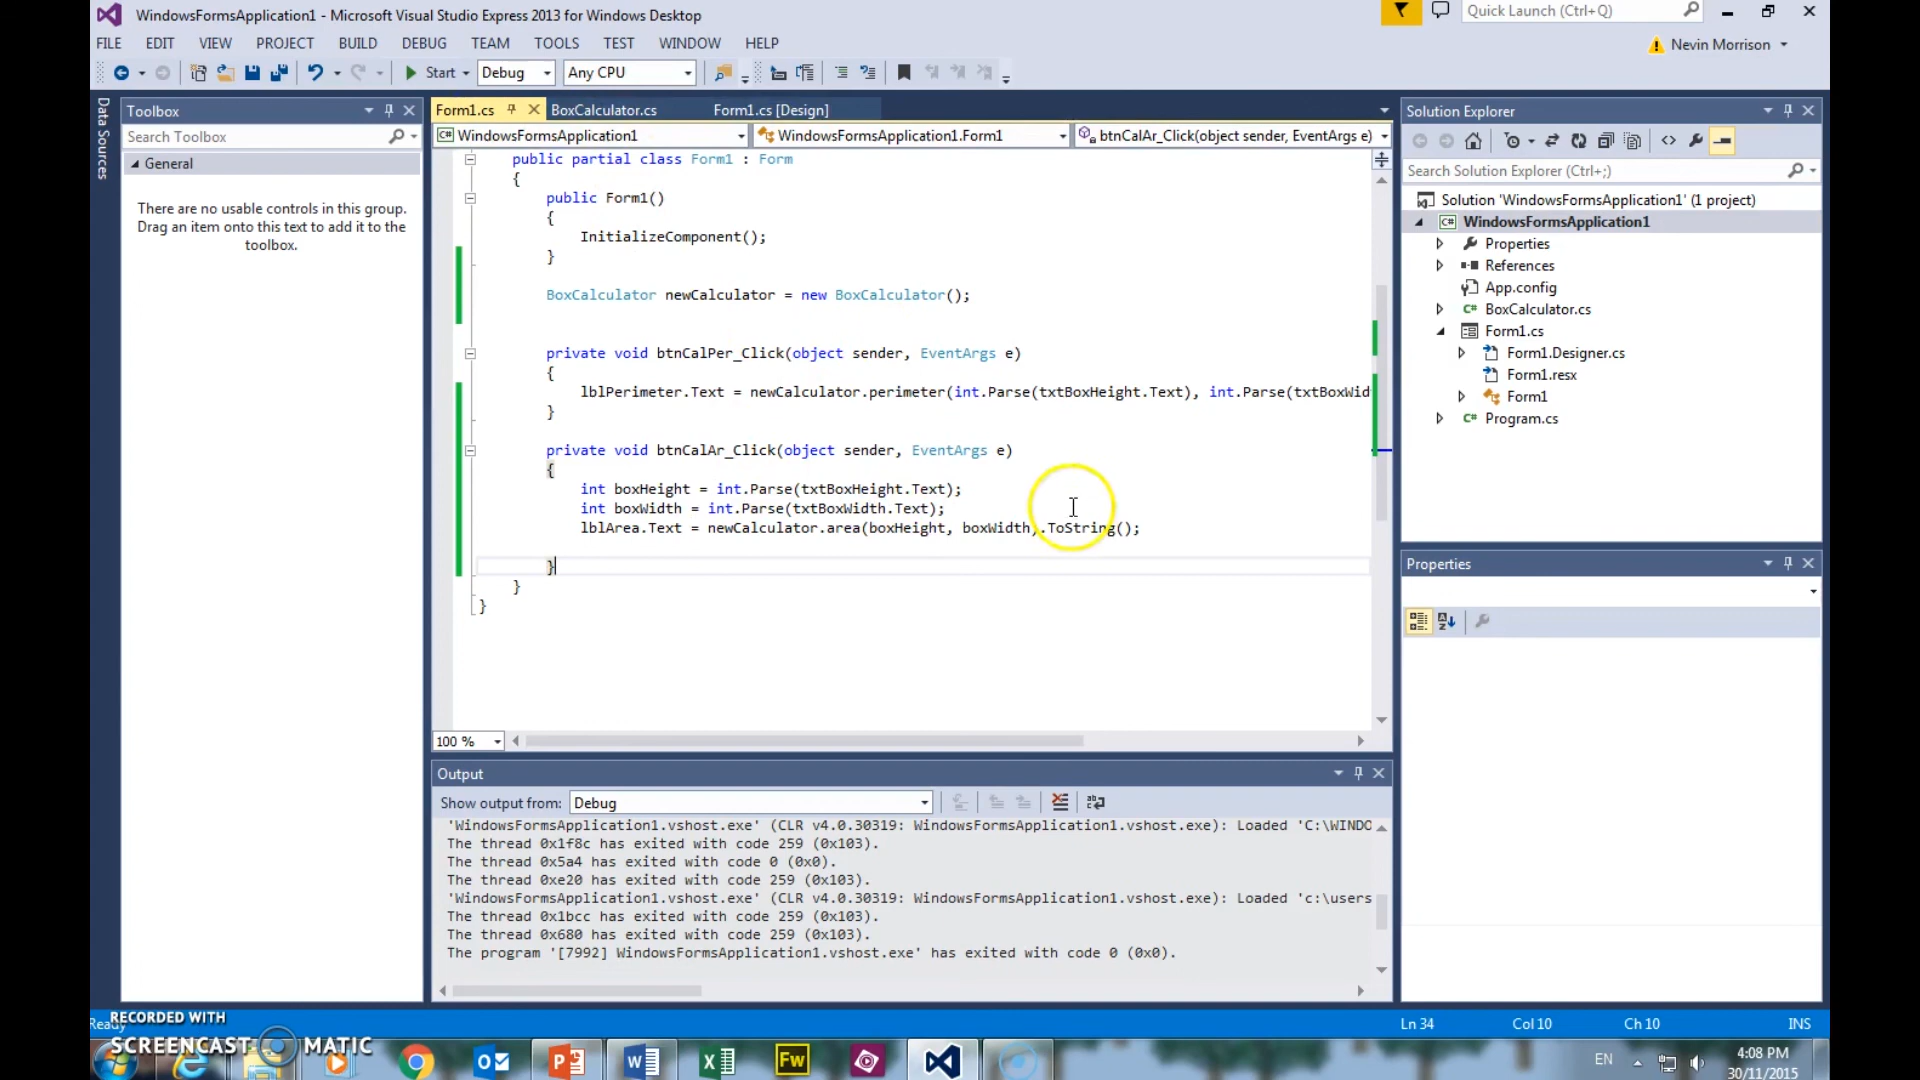 WindowsFormsApplication1 - Microsoft Visual Studio Express 2013 for Windows Desktop
Quick Launch (Ctrl+Q)
FILE EDIT VIEW PROJECT BUILD DEBUG TEAM TOOLS TEST WINDOW HELP
Nevin Morrison
Start Debug Any CPU
Data Sources
Toolbox
Search Toolbox
General
There are no usable controls in this group.
Drag an item onto this text to add it to the
toolbox.
Form1.cs BoxCalculator.cs Form1.cs [Design]
WindowsFormsApplication1 WindowsFormsApplication1.Form1 btnCalAr_Click(object sender, EventArgs e)
public partial class Form1 : Form
{
public Form1()
{
InitializeComponent();
}
BoxCalculator newCalculator = new BoxCalculator();
private void btnCalPer_Click(object sender, EventArgs e)
{
lblPerimeter.Text = newCalculator.perimeter(int.Parse(txtBoxHeight.Text), int.Parse(txtBoxWid
}
private void btnCalAr_Click(object sender, EventArgs e)
{
int boxHeight = int.Parse(txtBoxHeight.Text);
int boxWidth = int.Parse(txtBoxWidth.Text);
lblArea.Text = newCalculator.area(boxHeight, boxWidth).ToString();
}
}
}
100 %
Output
Show output from: Debug
'WindowsFormsApplication1.vshost.exe' (CLR v4.0.30319: WindowsFormsApplication1.vshost.exe): Loaded 'C:\WINDO
The thread 0x1f8c has exited with code 259 (0x103).
The thread 0x5a4 has exited with code 0 (0x0).
The thread 0xe20 has exited with code 259 (0x103).
'WindowsFormsApplication1.vshost.exe' (CLR v4.0.30319: WindowsFormsApplication1.vshost.exe): Loaded 'c:\users
The thread 0x1bcc has exited with code 259 (0x103).
The thread 0x680 has exited with code 259 (0x103).
The program '[7992] WindowsFormsApplication1.vshost.exe' has exited with code 0 (0x0).
Solution Explorer
Search Solution Explorer (Ctrl+;)
Solution 'WindowsFormsApplication1' (1 project)
C# WindowsFormsApplication1
Properties
References
App.config
C# BoxCalculator.cs
Form1.cs
Form1.Designer.cs
Form1.resx
Form1
C# Program.cs
Properties
Ready Ln 34 Col 10 Ch 10 INS
RECORDED WITH
SCREENCAST MATIC
EN
4:08 PM
30/11/2015